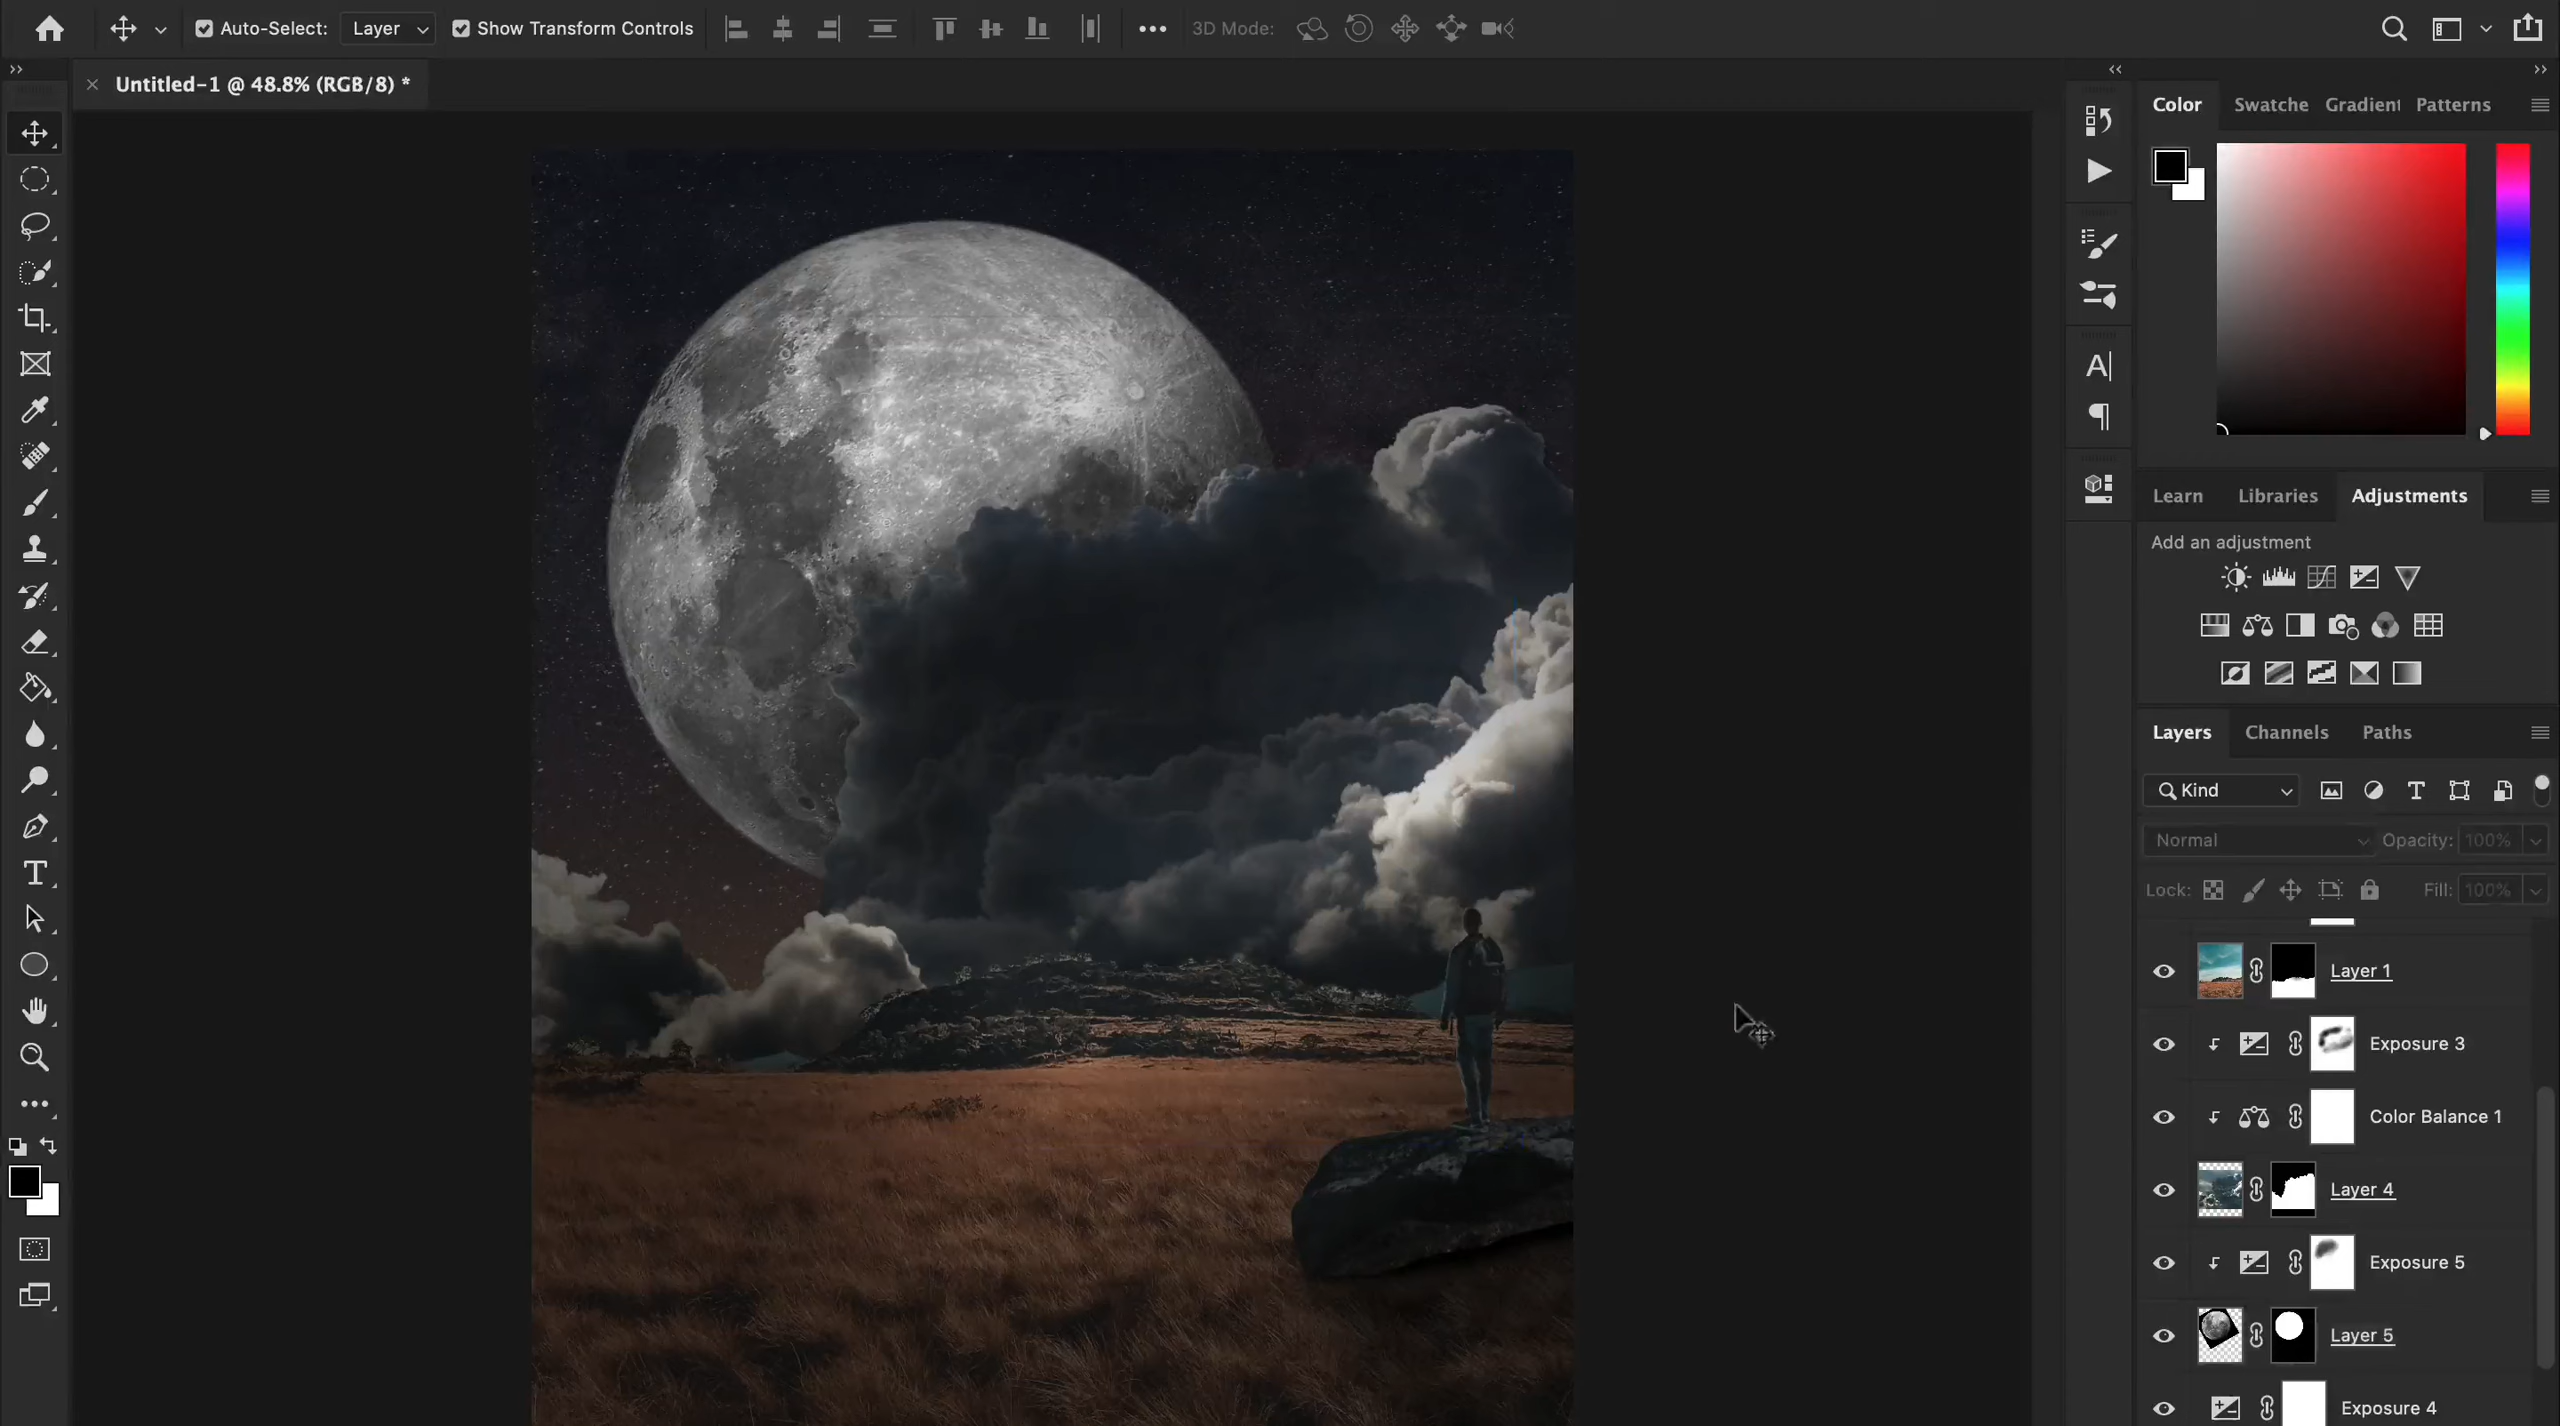 Auto-Select: Layer Show Transform Controls 3D Mode:
Untitled-1 @ 48.8% (RGB/8) *
Color Swatche Gradient Patterns
Learn Libraries Adjustments
Add an adjustment
Layers Channels Paths
Kind
Normal Opacity: 100%
Lock: Fill: 100%
Layer 1
Exposure 3
Color Balance 1
Layer 4
Exposure 5
Layer 5
Exposure 4